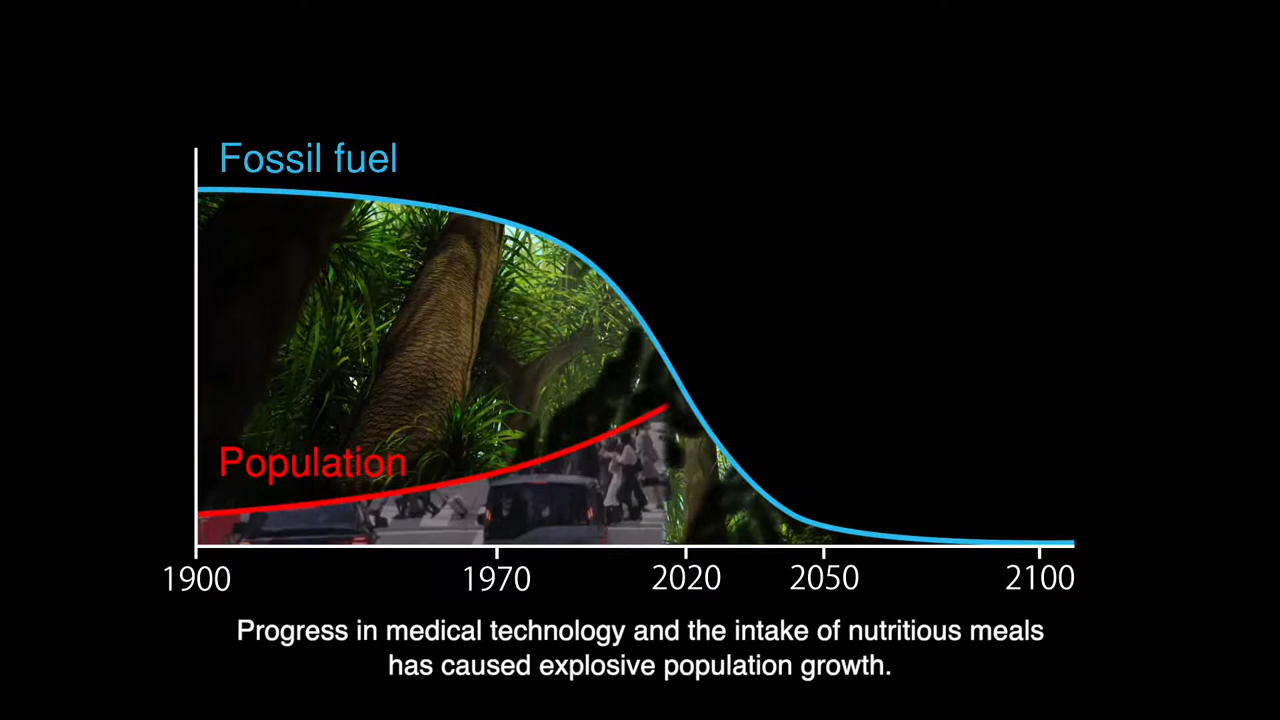 Fossil fuel
Population
1900 1970 2020 2050 2100
Progress in medical technology and the intake of nutritious meals
has caused explosive population growth.